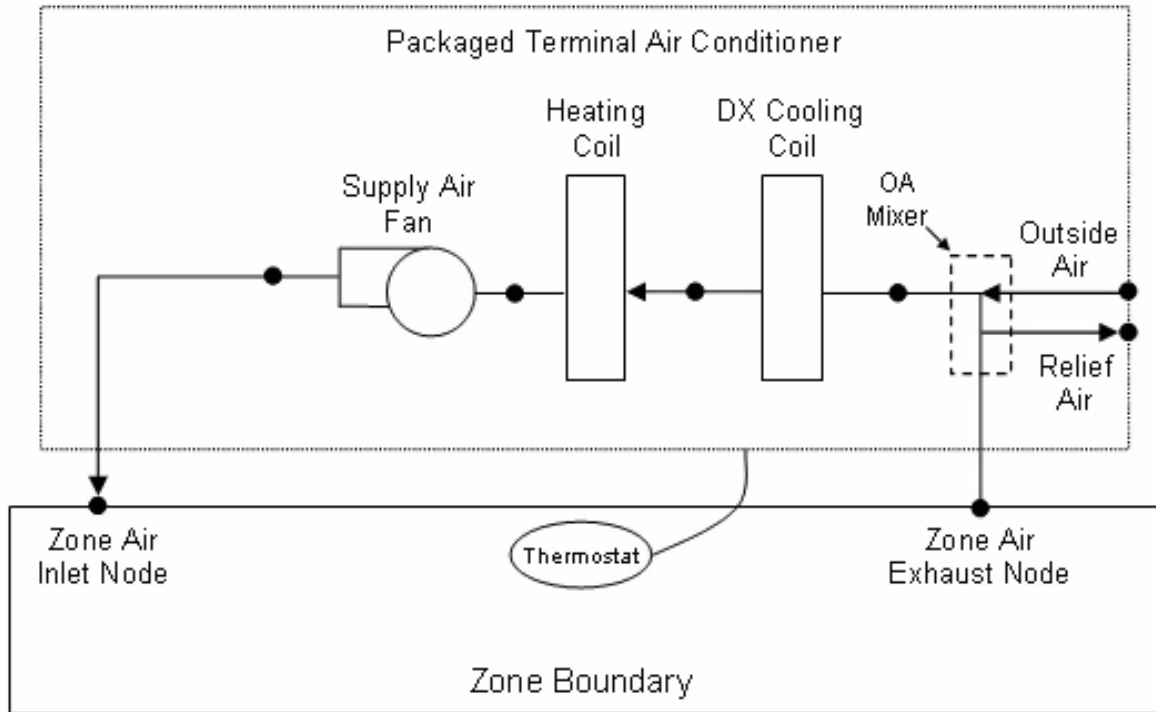 Packaged Terminal Air Conditioner
Heating
Coil
DX Cooling
Coil
Supply Air
Fan
OA
Mixer
Outside
Air
Relief
Air
Zone Air
Inlet Node
Thermostat
Zone Air
Exhaust Node
Zone Boundary